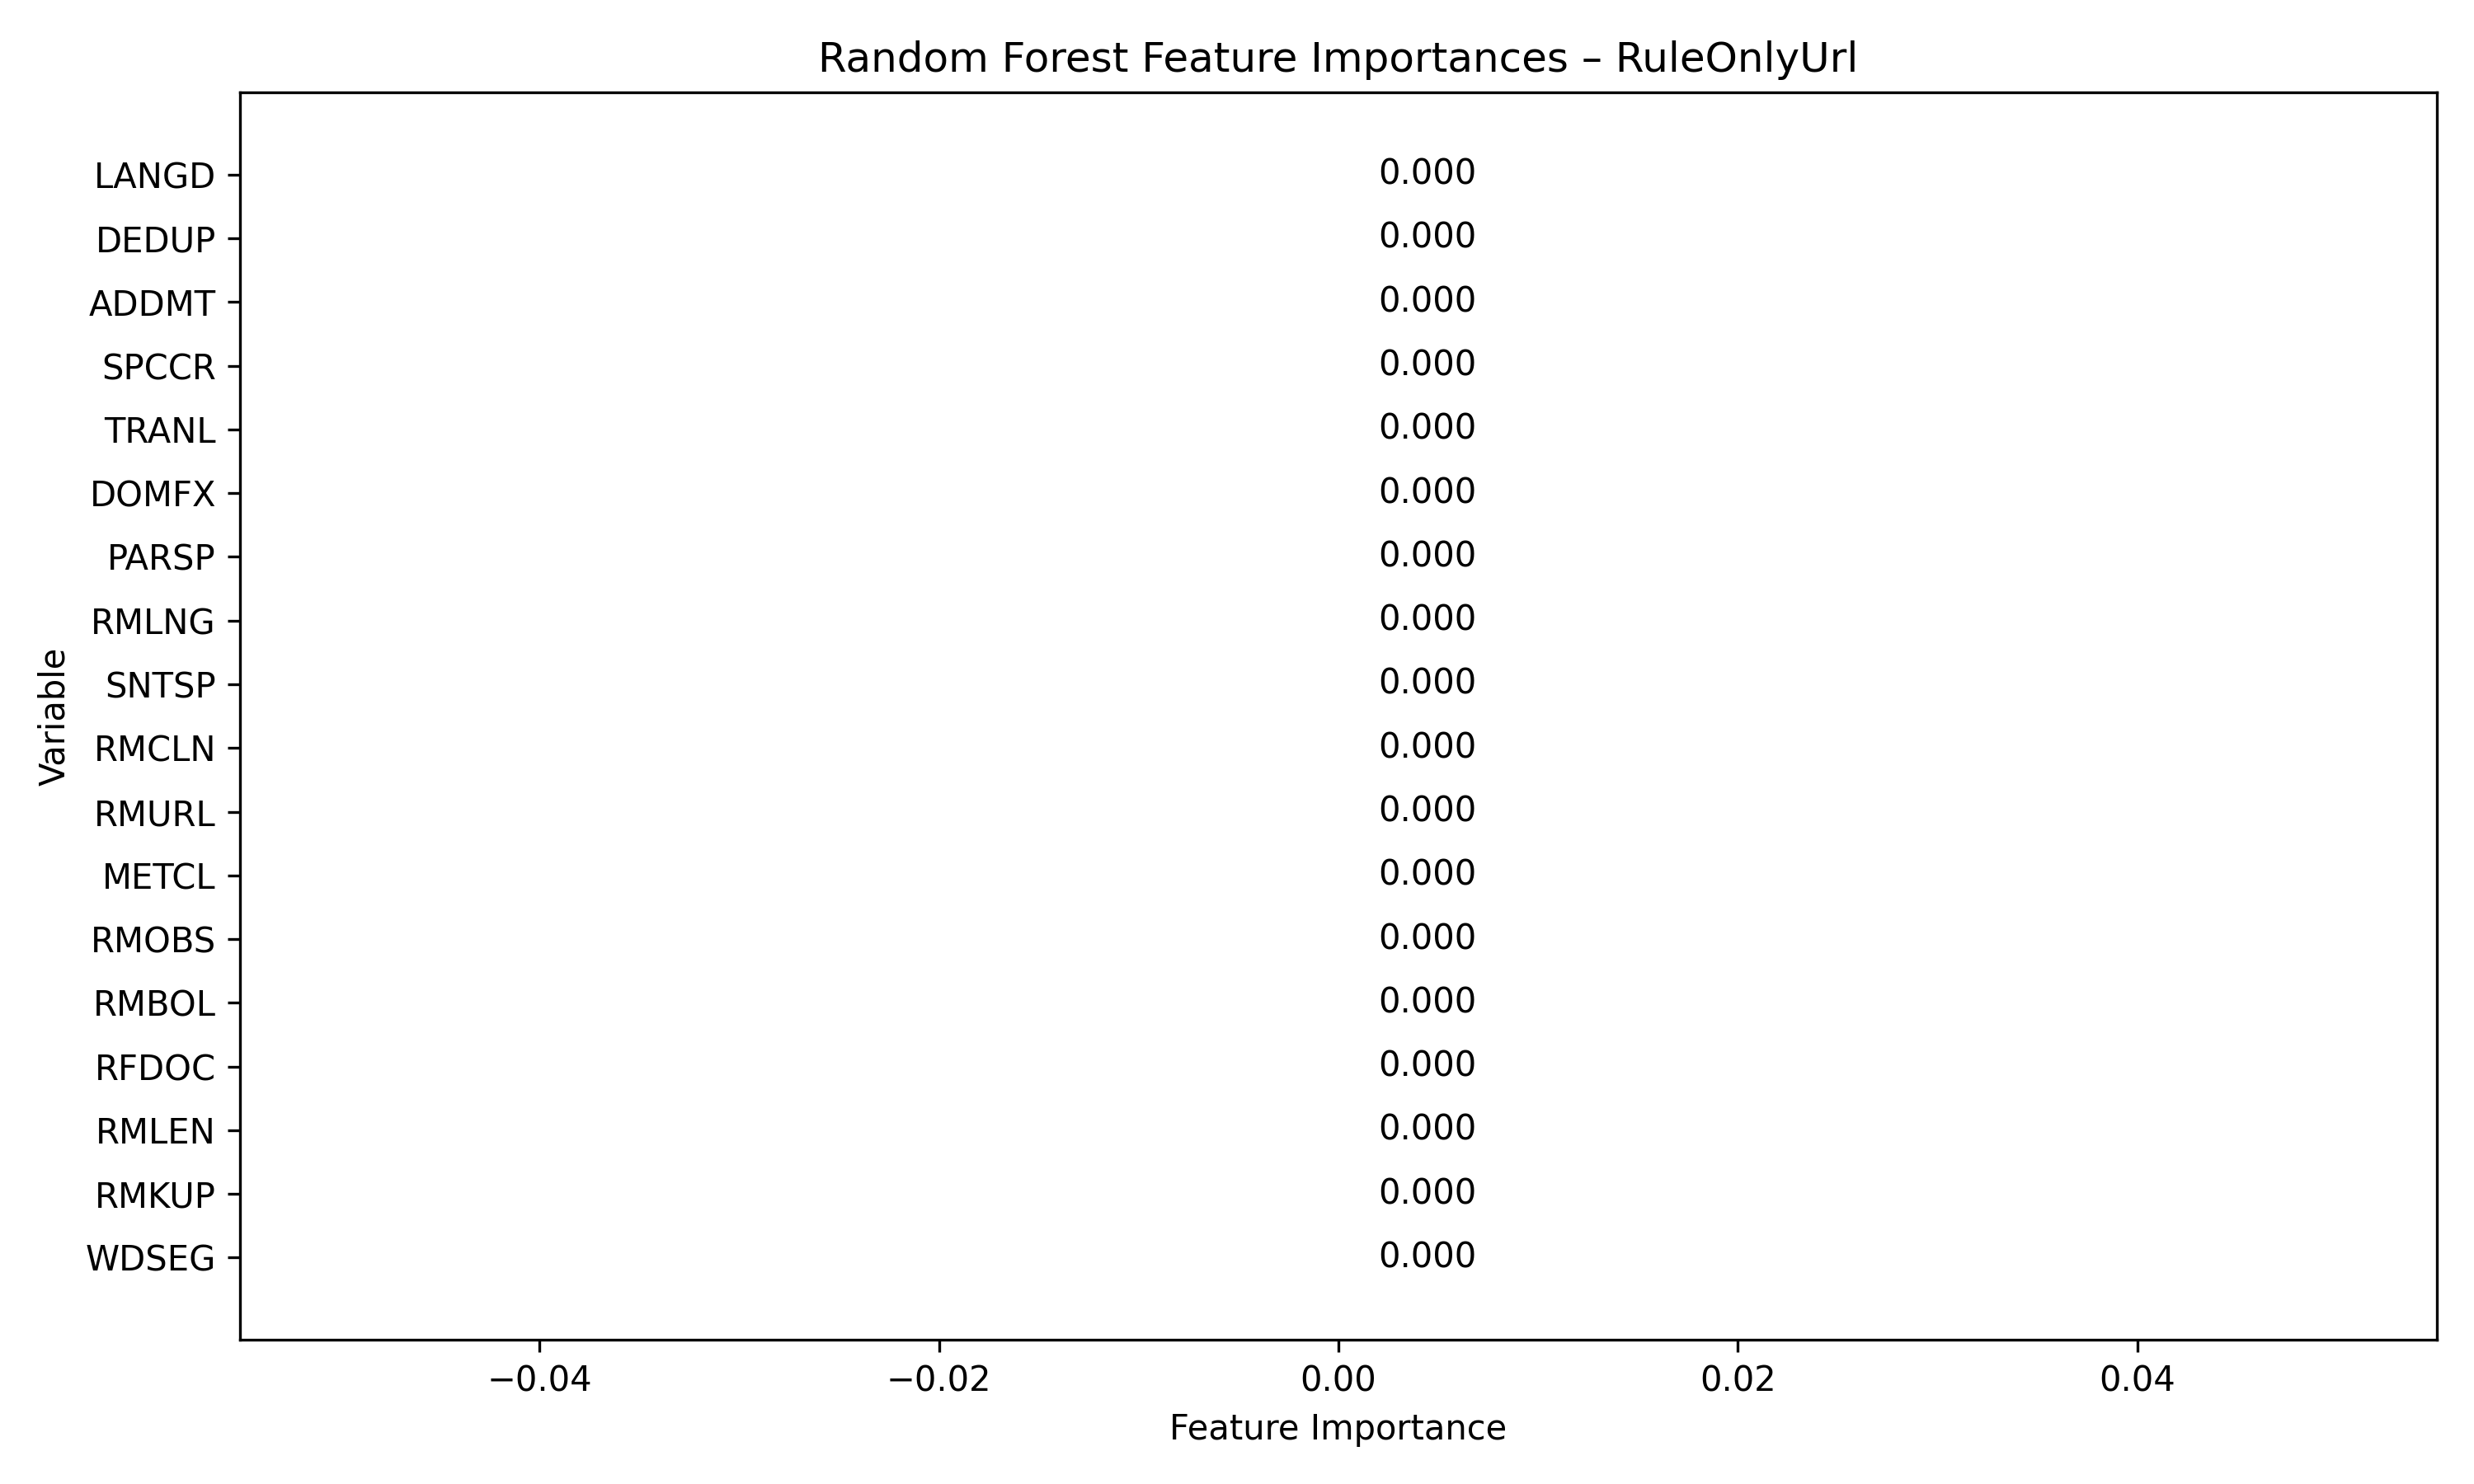 Random Forest Feature Importances – RuleOnlyUrl
LANGD 0.000
DEDUP 0.000
ADDMT 0.000
SPCCR 0.000
TRANL 0.000
DOMFX 0.000
PARSP 0.000
RMLNG 0.000
SNTSP 0.000
RMCLN 0.000
RMURL 0.000
METCL 0.000
RMOBS 0.000
RMBOL 0.000
RFDOC 0.000
RMLEN 0.000
RMKUP 0.000
WDSEG 0.000
Variable
−0.04 −0.02 0.00 0.02 0.04
Feature Importance